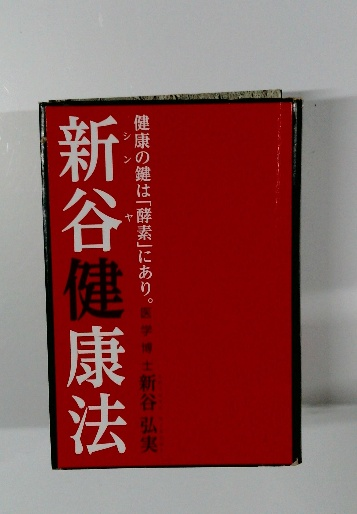 健康の鍵は「酵素」にあり。
医学博士 新谷弘実
新谷健康法
シンヤ